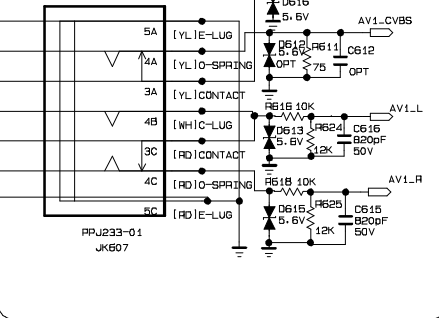 D616
5.6V
AV1_CVBS
5A
[YL]E-LUG
D612
5.6V
OPT
R611
75
C612
OPT
4A
[YL]O-SPRING
3A
[YL]CONTACT
R616 10K
AV1_L
4B
[WH]C-LUG
D613
5.6V
R624
12K
C616
820pF
50V
3C
[RD]CONTACT
R618 10K
AV1_R
4C
[RD]O-SPRING
D615
5.6V
R625
12K
C615
820pF
50V
5C
[RD]E-LUG
PPJ233-01
JK607